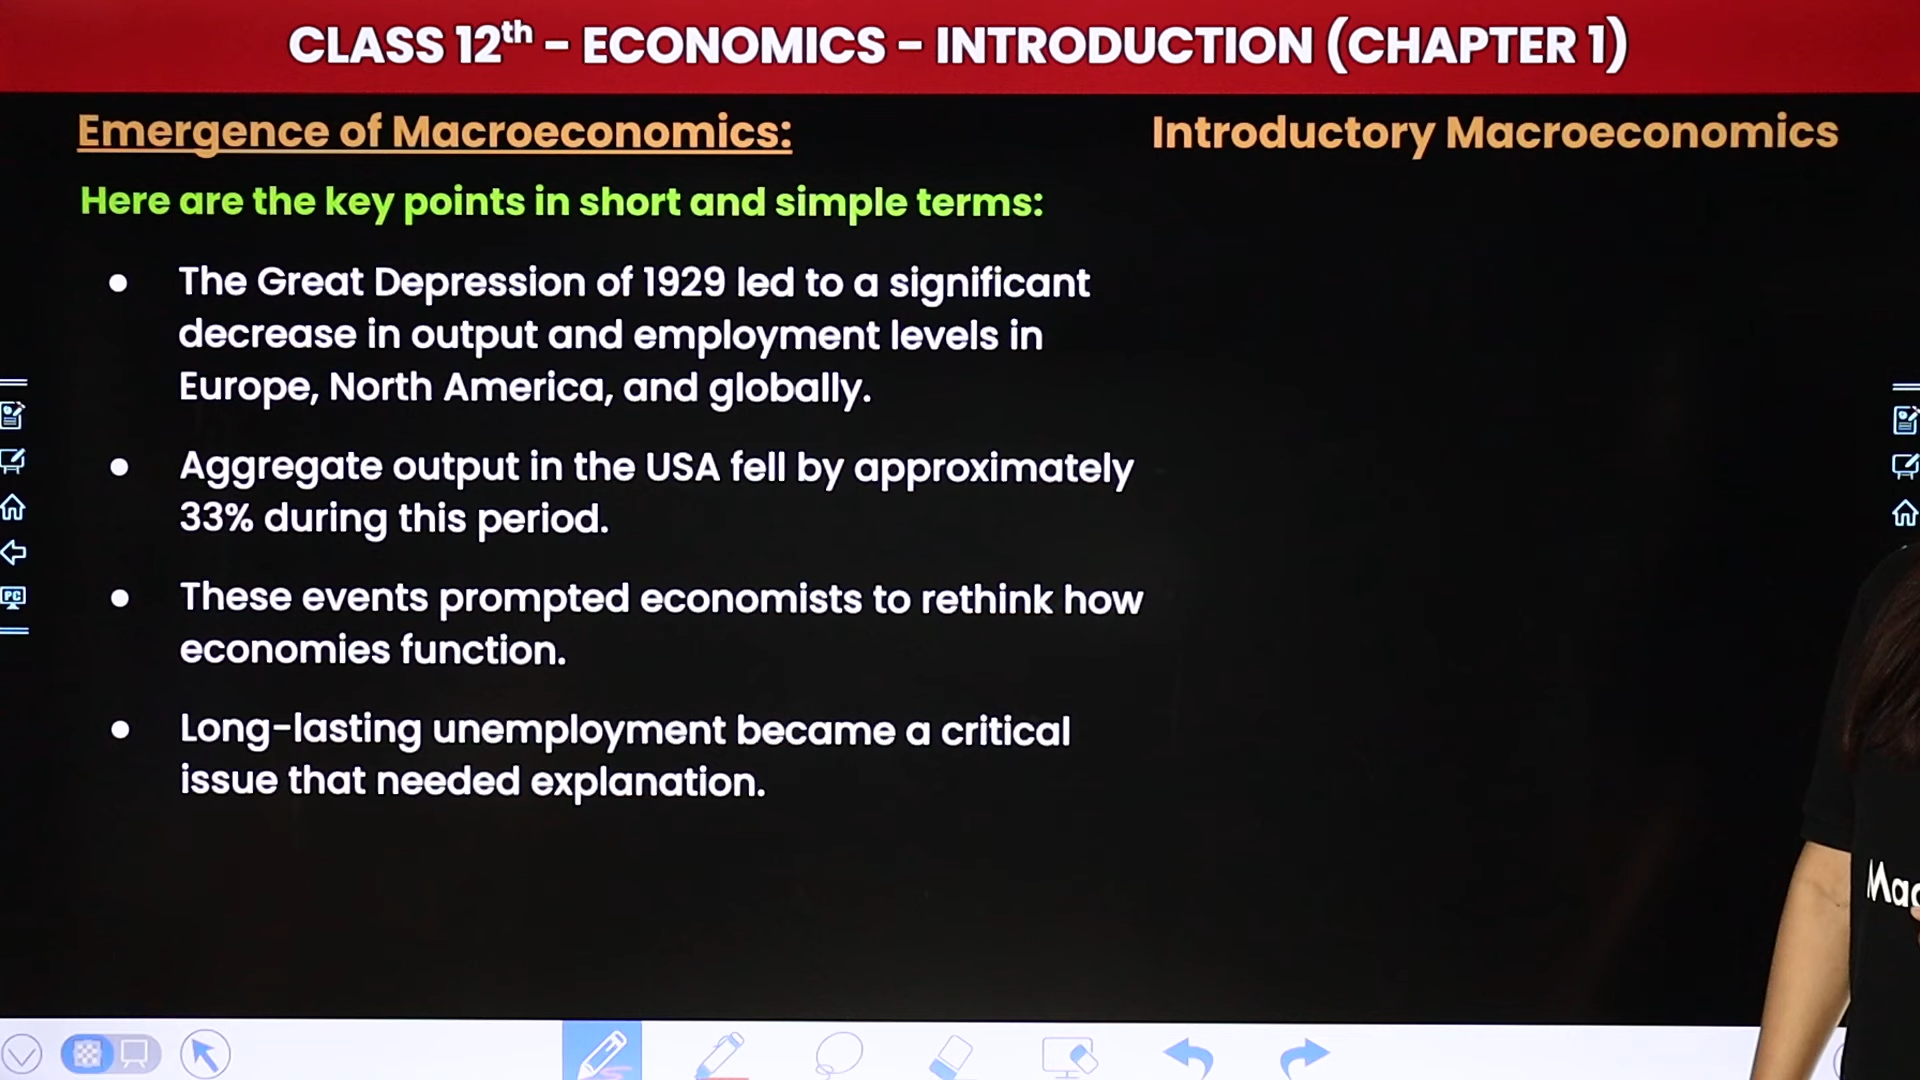 CLASS 12th - ECONOMICS - INTRODUCTION (CHAPTER 1)
Emergence of Macroeconomics:
Introductory Macroeconomics
Here are the key points in short and simple terms:
● The Great Depression of 1929 led to a significant
decrease in output and employment levels in
Europe, North America, and globally.
● Aggregate output in the USA fell by approximately
33% during this period.
● These events prompted economists to rethink how
economies function.
● Long-lasting unemployment became a critical
issue that needed explanation.
PC